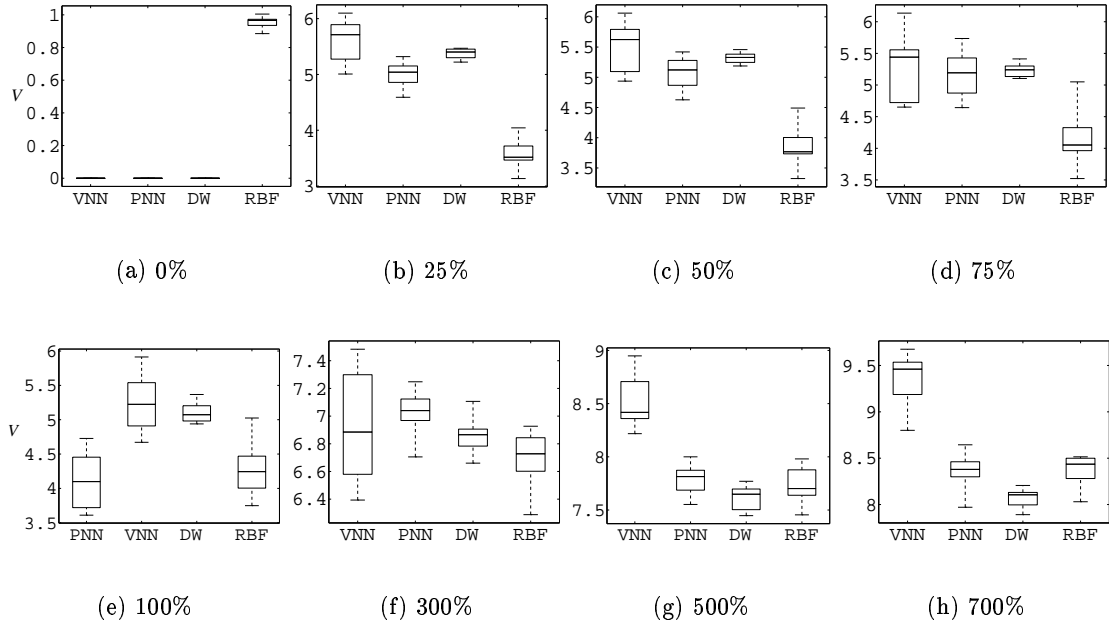 1
0.8
0.6
0.4
0.2
0
V
VNN PNN DW RBF
(a) 0%
6
5
4
3
VNN PNN DW RBF
(b) 25%
6
5.5
5
4.5
4
3.5
VNN PNN DW RBF
(c) 50%
6
5.5
5
4.5
4
3.5
VNN PNN DW RBF
(d) 75%
6
5.5
5
4.5
4
3.5
V
PNN VNN DW RBF
(e) 100%
7.4
7.2
7
6.8
6.6
6.4
VNN PNN DW RBF
(f) 300%
9
8.5
8
7.5
VNN PNN DW RBF
(g) 500%
9.5
9
8.5
8
VNN PNN DW RBF
(h) 700%